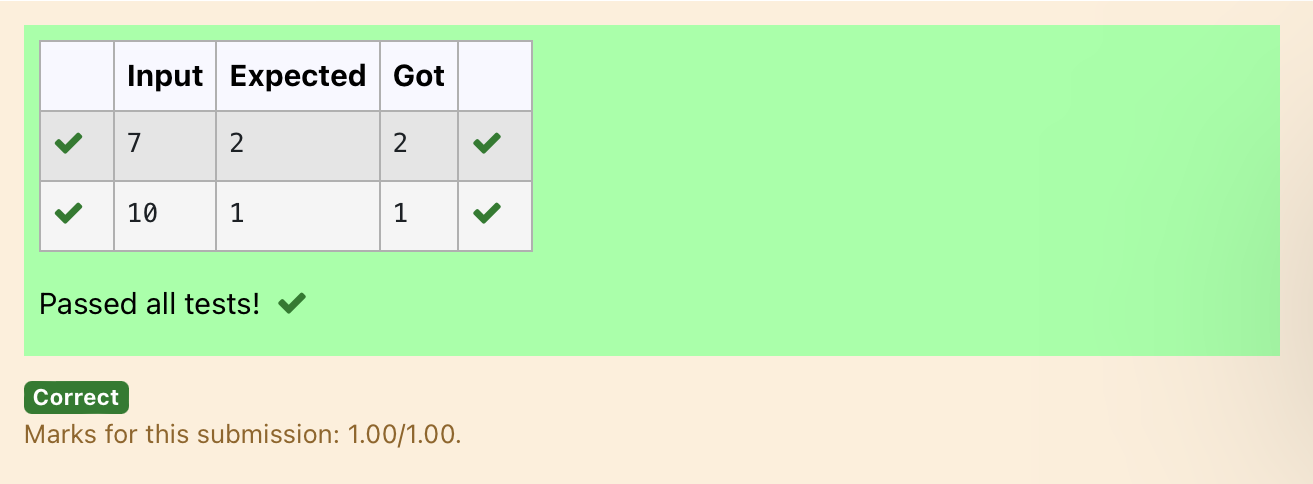 Input Expected Got
7 2 2
10 1 1
Passed all tests!
Correct
Marks for this submission: 1.00/1.00.